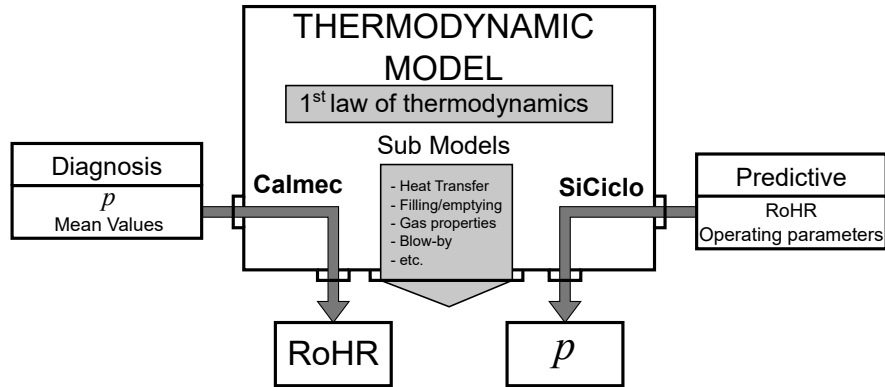 THERMODYNAMIC
MODEL
1st law of thermodynamics
Sub Models
Diagnosis
p
Mean Values
Calmec
- Heat Transfer
- Filling/emptying
- Gas properties
- Blow-by
- etc.
SiCiclo
Predictive
RoHR
Operating parameters
RoHR
p